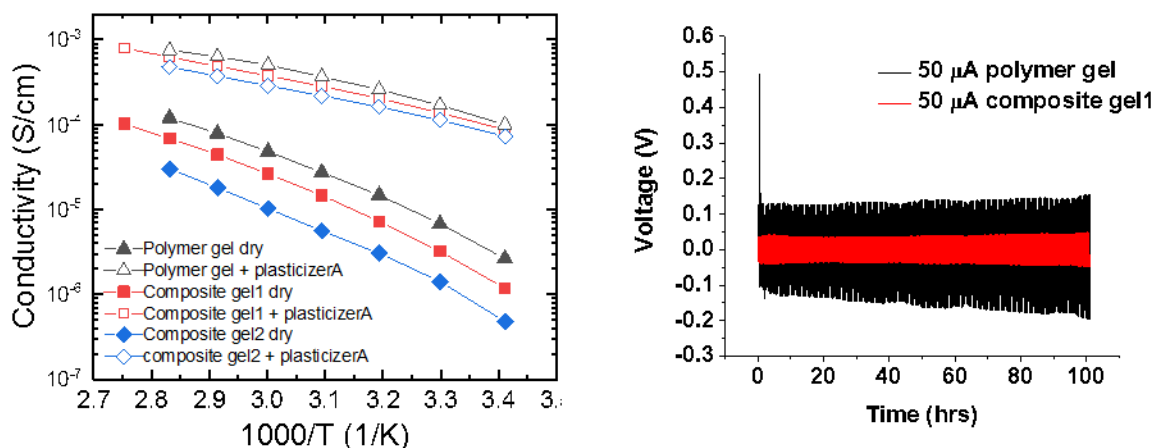 10⁻³
10⁻⁴
10⁻⁵
10⁻⁶
10⁻⁷
Conductivity (S/cm)
Polymer gel dry
Polymer gel + plasticizerA
Composite gel1 dry
Composite gel1 + plasticizerA
Composite gel2 dry
composite gel2 + plasticizerA
2.7 2.8 2.9 3.0 3.1 3.2 3.3 3.4
1000/T (1/K)
50 μA polymer gel
50 μA composite gel1
0.6
0.5
0.4
0.3
0.2
0.1
0.0
-0.1
-0.2
-0.3
Voltage (V)
0 20 40 60 80 100
Time (hrs)